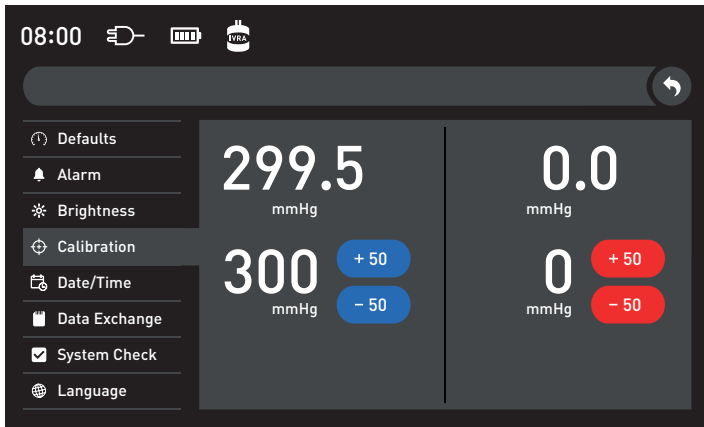 08:00
IVRA
Defaults
Alarm
Brightness
Calibration
Date/Time
Data Exchange
System Check
Language
299.5
mmHg
300
mmHg
+ 50
− 50
0.0
mmHg
0
mmHg
+ 50
− 50